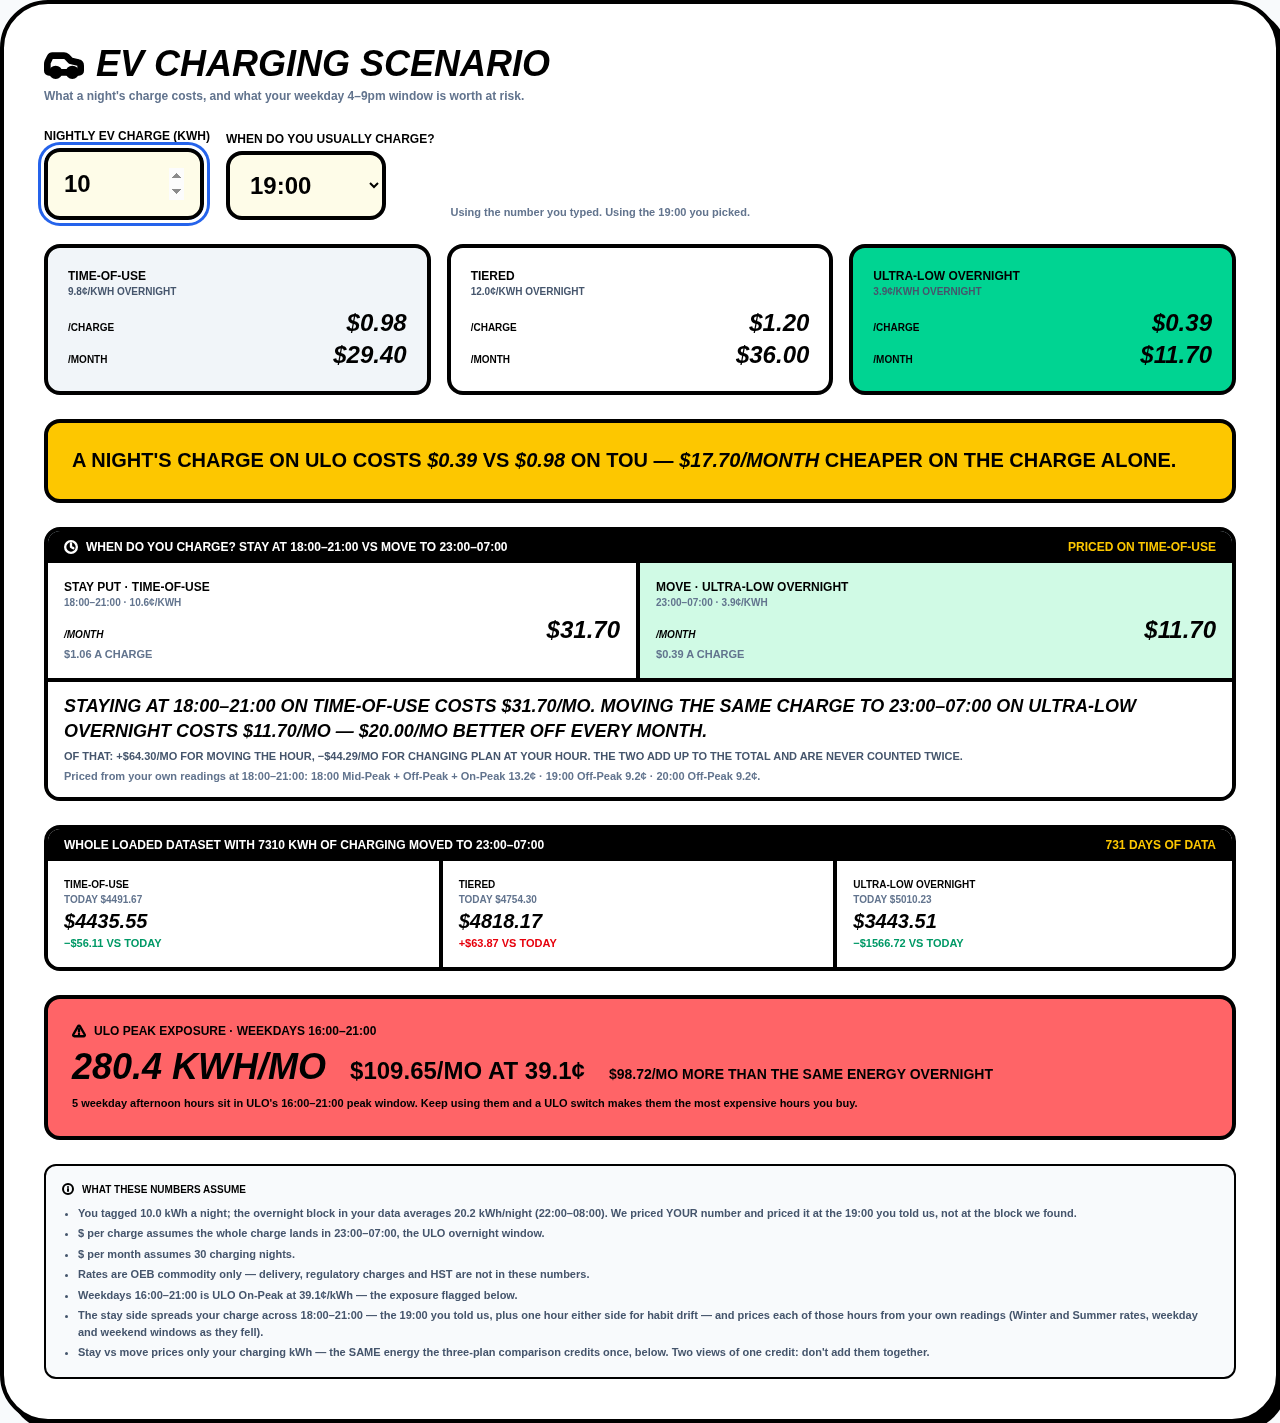 EV CHARGING SCENARIO
What a night's charge costs, and what your weekday 4–9pm window is worth at risk.
NIGHTLY EV CHARGE (KWH)
WHEN DO YOU USUALLY CHARGE?
10
19:00
Using the number you typed. Using the 19:00 you picked.
TIME-OF-USE
9.8¢/KWH OVERNIGHT
/CHARGE $0.98
/MONTH $29.40
TIERED
12.0¢/KWH OVERNIGHT
/CHARGE $1.20
/MONTH $36.00
ULTRA-LOW OVERNIGHT
3.9¢/KWH OVERNIGHT
/CHARGE $0.39
/MONTH $11.70
A NIGHT'S CHARGE ON ULO COSTS $0.39 VS $0.98 ON TOU — $17.70/MONTH CHEAPER ON THE CHARGE ALONE.
WHEN DO YOU CHARGE? STAY AT 18:00–21:00 VS MOVE TO 23:00–07:00
PRICED ON TIME-OF-USE
STAY PUT · TIME-OF-USE
18:00–21:00 · 10.6¢/KWH
/MONTH $31.70
$1.06 A CHARGE
MOVE · ULTRA-LOW OVERNIGHT
23:00–07:00 · 3.9¢/KWH
/MONTH $11.70
$0.39 A CHARGE
STAYING AT 18:00–21:00 ON TIME-OF-USE COSTS $31.70/MO. MOVING THE SAME CHARGE TO 23:00–07:00 ON ULTRA-LOW
OVERNIGHT COSTS $11.70/MO — $20.00/MO BETTER OFF EVERY MONTH.
OF THAT: +$64.30/MO FOR MOVING THE HOUR, −$44.29/MO FOR CHANGING PLAN AT YOUR HOUR. THE TWO ADD UP TO THE TOTAL AND ARE NEVER COUNTED TWICE.
Priced from your own readings at 18:00–21:00: 18:00 Mid-Peak + Off-Peak + On-Peak 13.2¢ · 19:00 Off-Peak 9.2¢ · 20:00 Off-Peak 9.2¢.
WHOLE LOADED DATASET WITH 7310 KWH OF CHARGING MOVED TO 23:00–07:00
731 DAYS OF DATA
TIME-OF-USE
TODAY $4491.67
$4435.55
−$56.11 VS TODAY
TIERED
TODAY $4754.30
$4818.17
+$63.87 VS TODAY
ULTRA-LOW OVERNIGHT
TODAY $5010.23
$3443.51
−$1566.72 VS TODAY
ULO PEAK EXPOSURE · WEEKDAYS 16:00–21:00
280.4 KWH/MO $109.65/MO AT 39.1¢ $98.72/MO MORE THAN THE SAME ENERGY OVERNIGHT
5 weekday afternoon hours sit in ULO's 16:00–21:00 peak window. Keep using them and a ULO switch makes them the most expensive hours you buy.
WHAT THESE NUMBERS ASSUME
• You tagged 10.0 kWh a night; the overnight block in your data averages 20.2 kWh/night (22:00–08:00). We priced YOUR number and priced it at the 19:00 you told us, not at the block we found.
• $ per charge assumes the whole charge lands in 23:00–07:00, the ULO overnight window.
• $ per month assumes 30 charging nights.
• Rates are OEB commodity only — delivery, regulatory charges and HST are not in these numbers.
• Weekdays 16:00–21:00 is ULO On-Peak at 39.1¢/kWh — the exposure flagged below.
• The stay side spreads your charge across 18:00–21:00 — the 19:00 you told us, plus one hour either side for habit drift — and prices each of those hours from your own readings (Winter and Summer rates, weekday
and weekend windows as they fell).
• Stay vs move prices only your charging kWh — the SAME energy the three-plan comparison credits once, below. Two views of one credit: don't add them together.